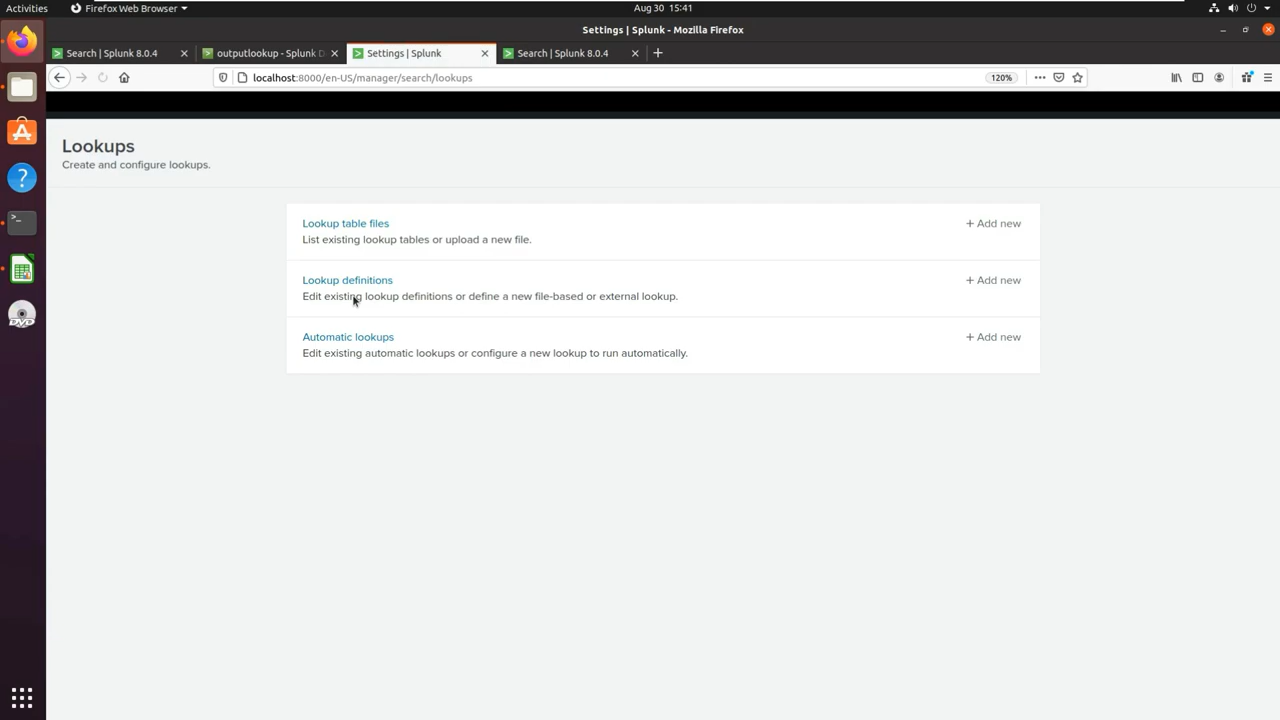 Activities
Firefox Web Browser
Aug 30 15:41
Settings | Splunk - Mozilla Firefox
Search | Splunk 8.0.4
outputlookup - Splunk D
Settings | Splunk
Search | Splunk 8.0.4
localhost:8000/en-US/manager/search/lookups
120%
Lookups
Create and configure lookups.
Lookup table files
+ Add new
List existing lookup tables or upload a new file.
Lookup definitions
+ Add new
Edit existing lookup definitions or define a new file-based or external lookup.
Automatic lookups
+ Add new
Edit existing automatic lookups or configure a new lookup to run automatically.
DVD